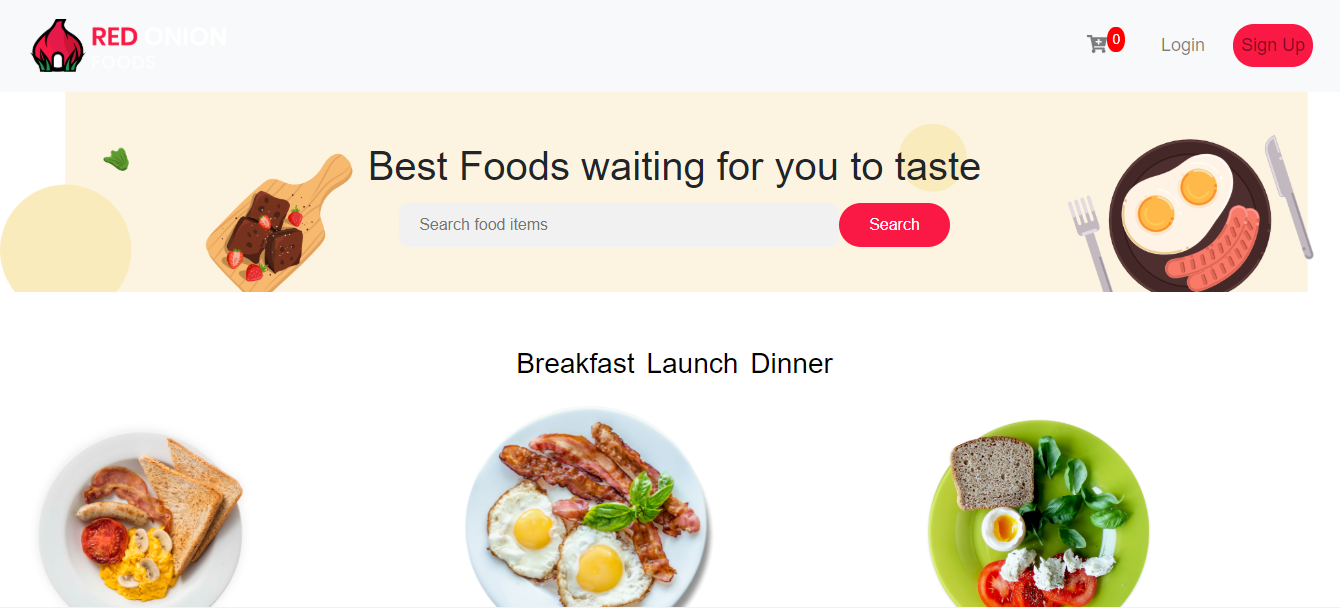 RED ONION
FOODS
0
Login
Sign Up
Best Foods waiting for you to taste
Search food items
Search
Breakfast Launch Dinner